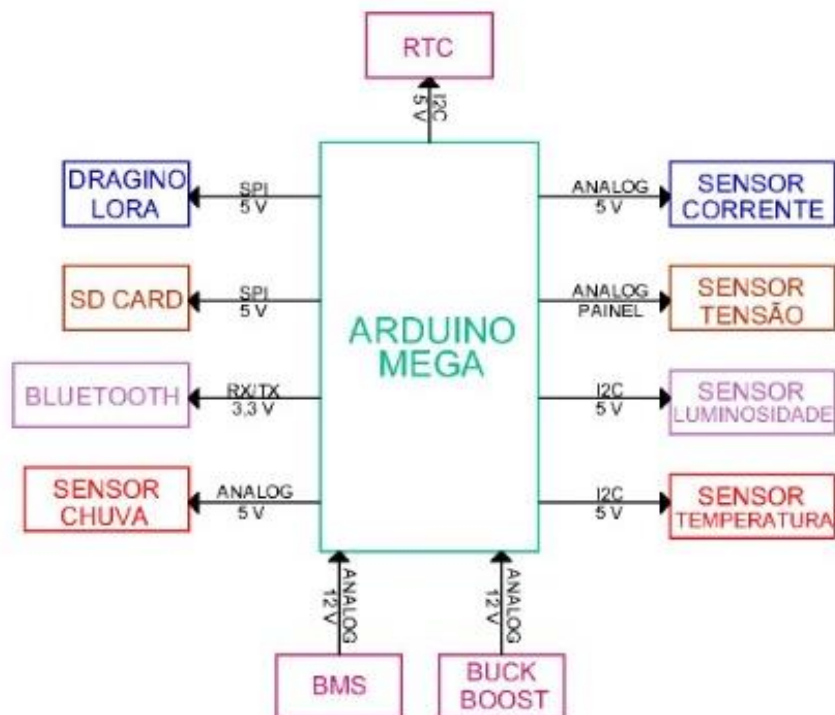 RTC
I2C
5 V
DRAGINO
LORA
SPI
5 V
ANALOG
5 V
SENSOR
CORRENTE
SD CARD
SPI
5 V
ARDUINO
MEGA
ANALOG
PAINEL
SENSOR
TENSÃO
BLUETOOTH
RX/TX
3,3 V
I2C
5 V
SENSOR
LUMINOSIDADE
SENSOR
CHUVA
ANALOG
5 V
I2C
5 V
SENSOR
TEMPERATURA
ANALOG
12 V
ANALOG
12 V
BMS
BUCK
BOOST